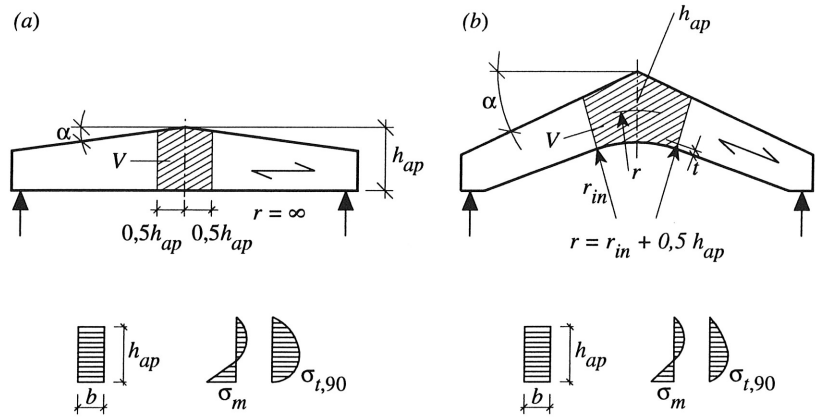 (a)
α
V
h_ap
r = ∞
0,5h_ap 0,5h_ap
h_ap
b
σ_m
σ_t,90
(b)
h_ap
α
V
r
t
r_in
r = r_in + 0,5 h_ap
h_ap
b
σ_m
σ_t,90